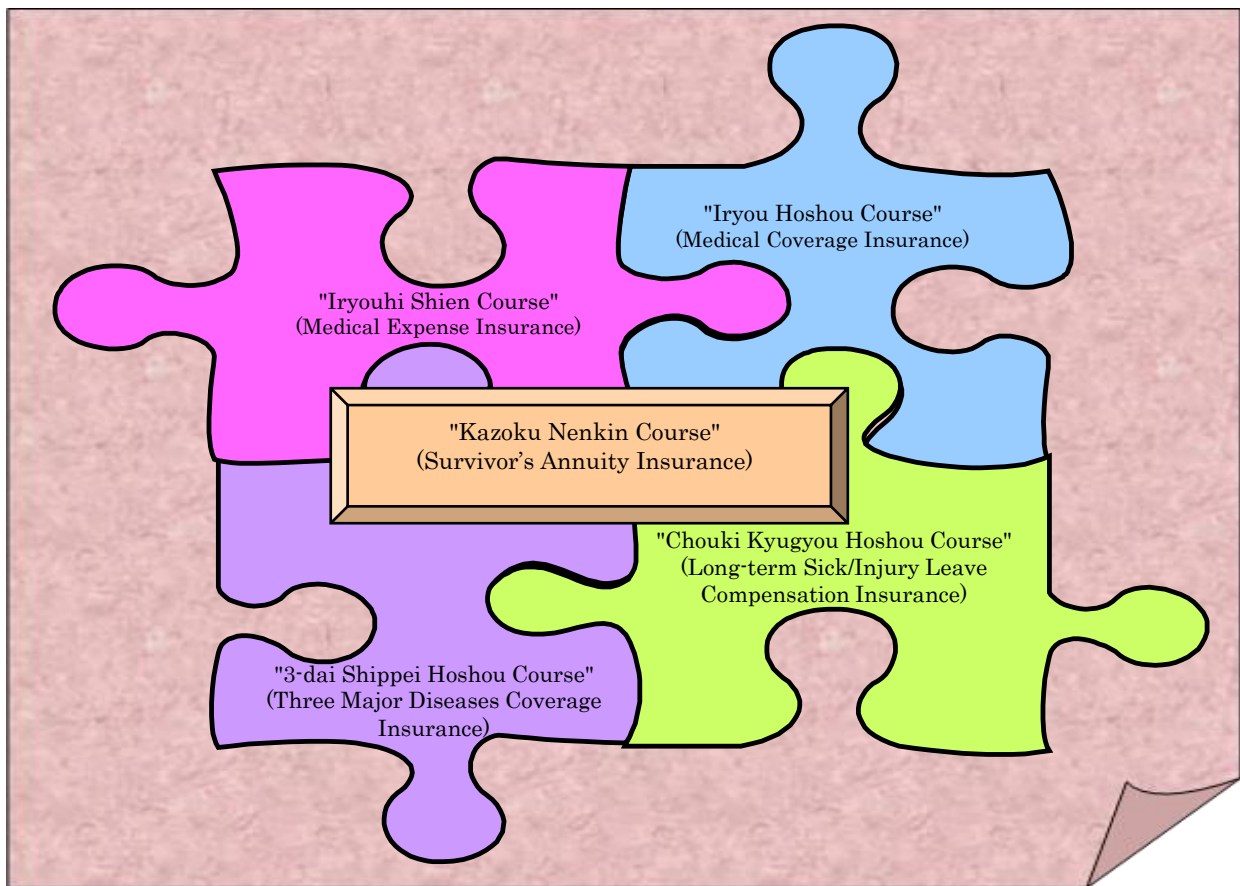 "Iryou Hoshou Course"
(Medical Coverage Insurance)
"Iryouhi Shien Course"
(Medical Expense Insurance)
"Kazoku Nenkin Course"
(Survivor’s Annuity Insurance)
"Chouki Kyugyou Hoshou Course"
(Long-term Sick/Injury Leave
Compensation Insurance)
"3-dai Shippei Hoshou Course"
(Three Major Diseases Coverage
Insurance)